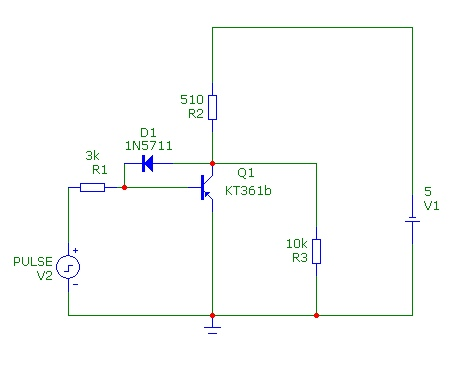 510
R2
D1
1N5711
3k
R1
Q1
KT361b
5
V1
10k
R3
PULSE
V2
+
-